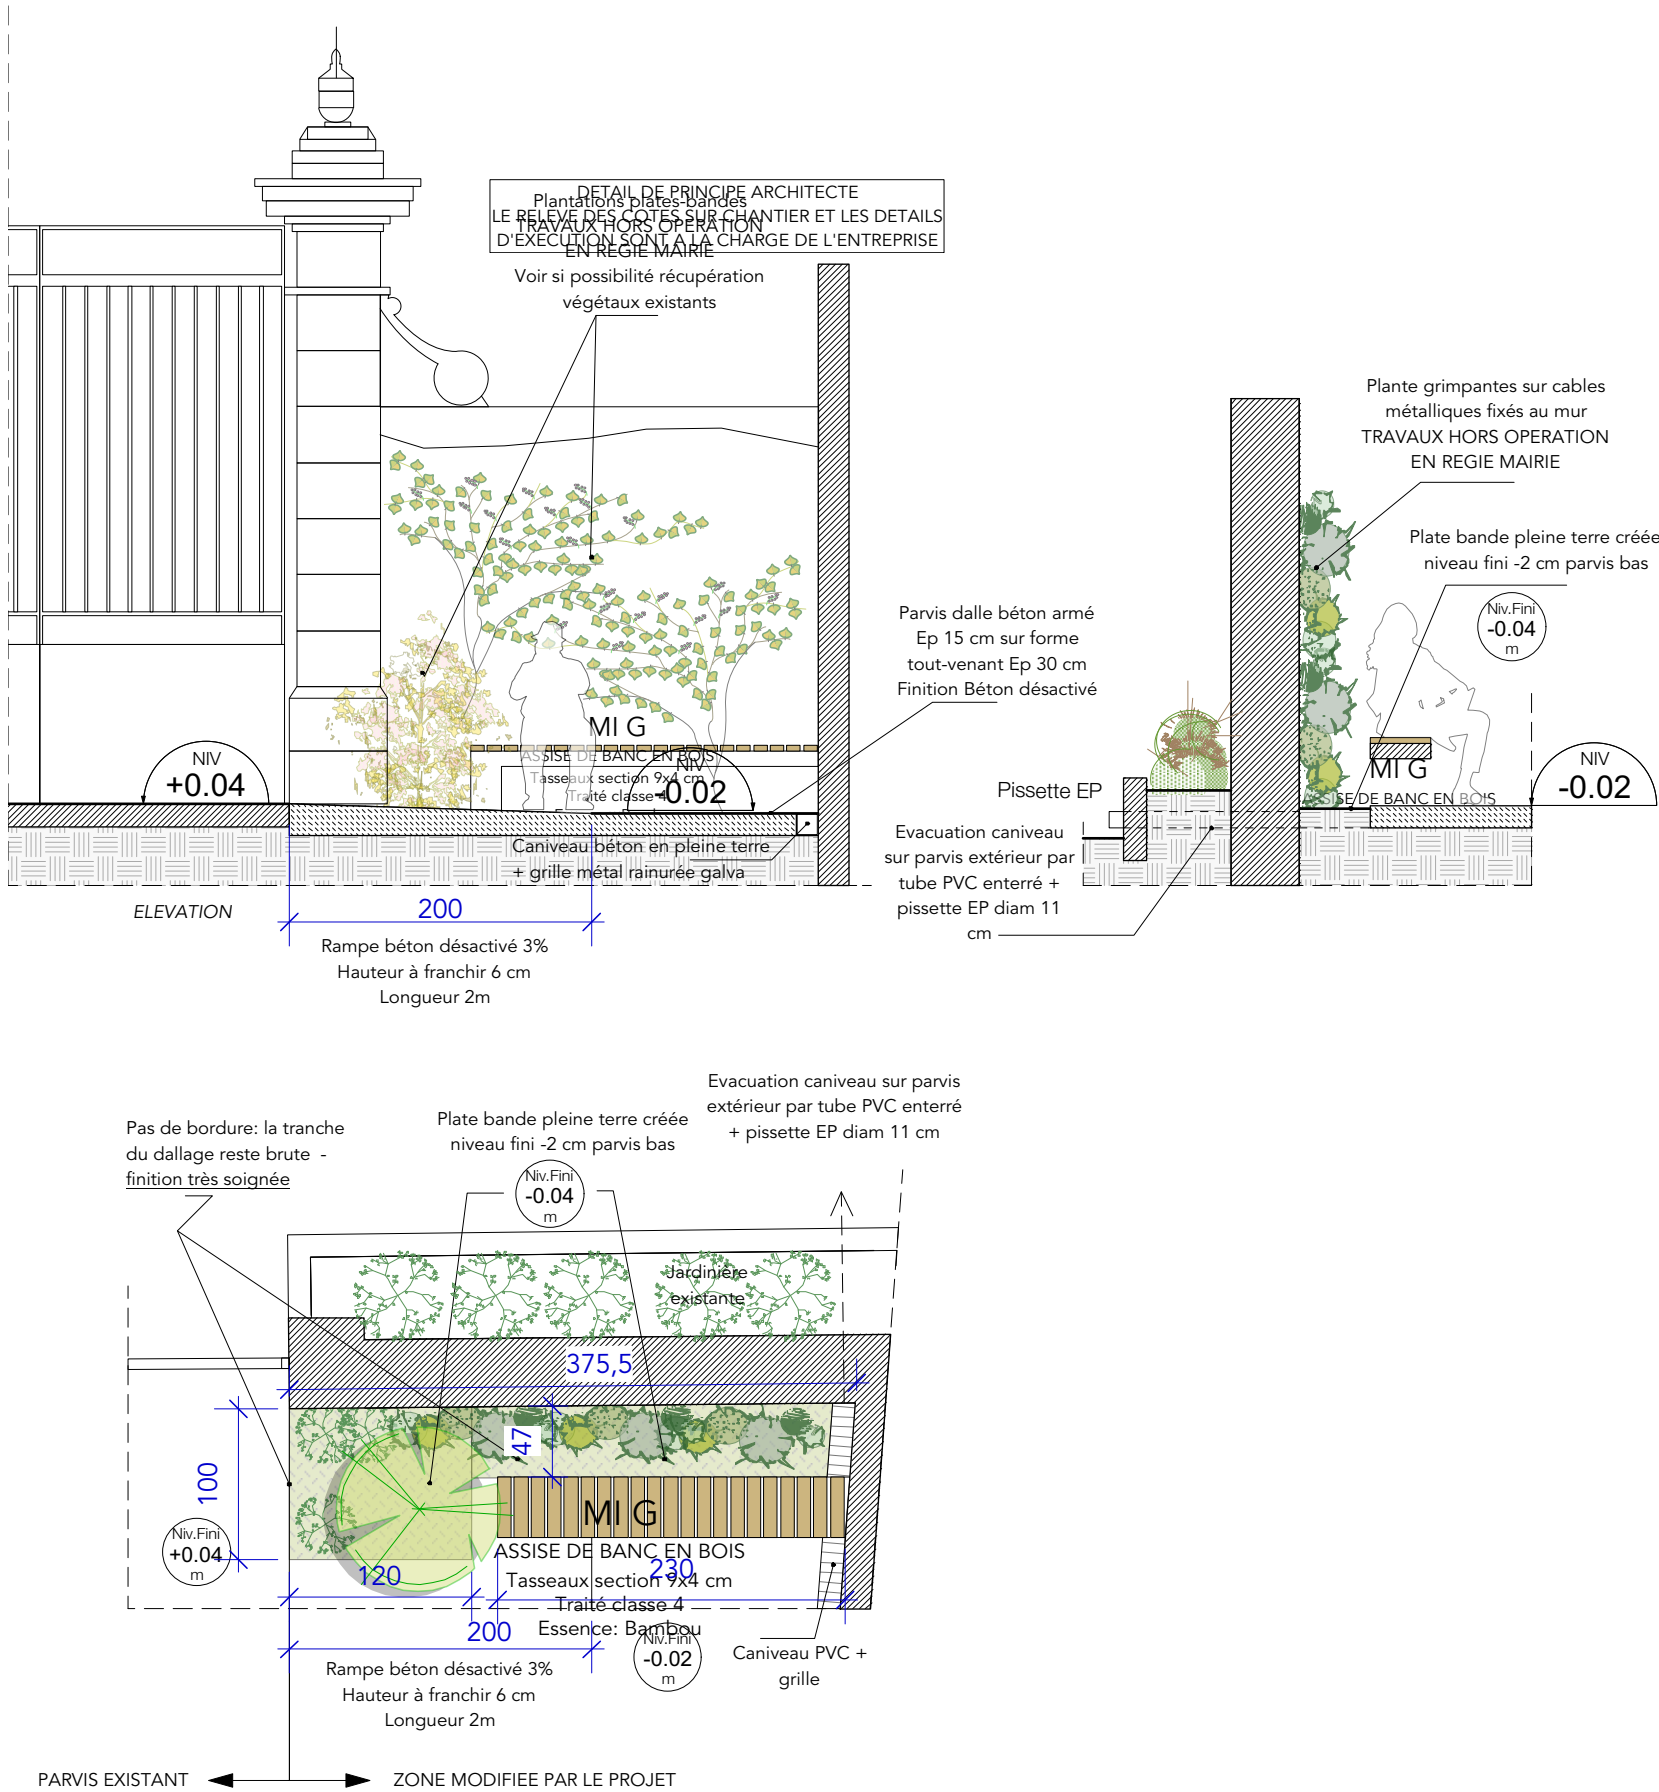 DETAIL DE PRINCIPE ARCHITECTE
LE RELEVE DES COTES SUR CHANTIER ET LES DETAILS
D'EXECUTION SONT A LA CHARGE DE L'ENTREPRISE
Plantations plates-bandes
TRAVAUX HORS OPERATION
EN REGIE MAIRIE
Voir si possibilité récupération
végétaux existants
Plante grimpantes sur cables
métalliques fixés au mur
TRAVAUX HORS OPERATION
EN REGIE MAIRIE
Plate bande pleine terre créée
niveau fini -2 cm parvis bas
Niv.Fini
-0.04
m
Parvis dalle béton armé
Ep 15 cm sur forme
tout-venant Ep 30 cm
Finition Béton désactivé
MI G
ASSISE DE BANC EN BOIS
Tasseaux section 9x4 cm
Traité classe 4
NIV
+0.04
NIV
-0.02
MI G
SISE DE BANC EN BOIS
NIV
-0.02
Pissette EP
Evacuation caniveau
sur parvis extérieur par
tube PVC enterré +
pissette EP diam 11
cm
Caniveau béton en pleine terre
+ grille métal rainurée galva
ELEVATION
200
Rampe béton désactivé 3%
Hauteur à franchir 6 cm
Longueur 2m
Evacuation caniveau sur parvis
extérieur par tube PVC enterré
+ pissette EP diam 11 cm
Plate bande pleine terre créée
niveau fini -2 cm parvis bas
Niv.Fini
-0.04
m
Pas de bordure: la tranche
du dallage reste brute -
finition très soignée
Jardinière
existante
375,5
47
100
Niv.Fini
+0.04
m
MI G
ASSISE DE BANC EN BOIS
Tasseaux section 9x4 cm
Traité classe 4
Essence: Bambou
120
230
200
Niv.Fini
-0.02
m
Caniveau PVC +
grille
Rampe béton désactivé 3%
Hauteur à franchir 6 cm
Longueur 2m
PARVIS EXISTANT
ZONE MODIFIEE PAR LE PROJET